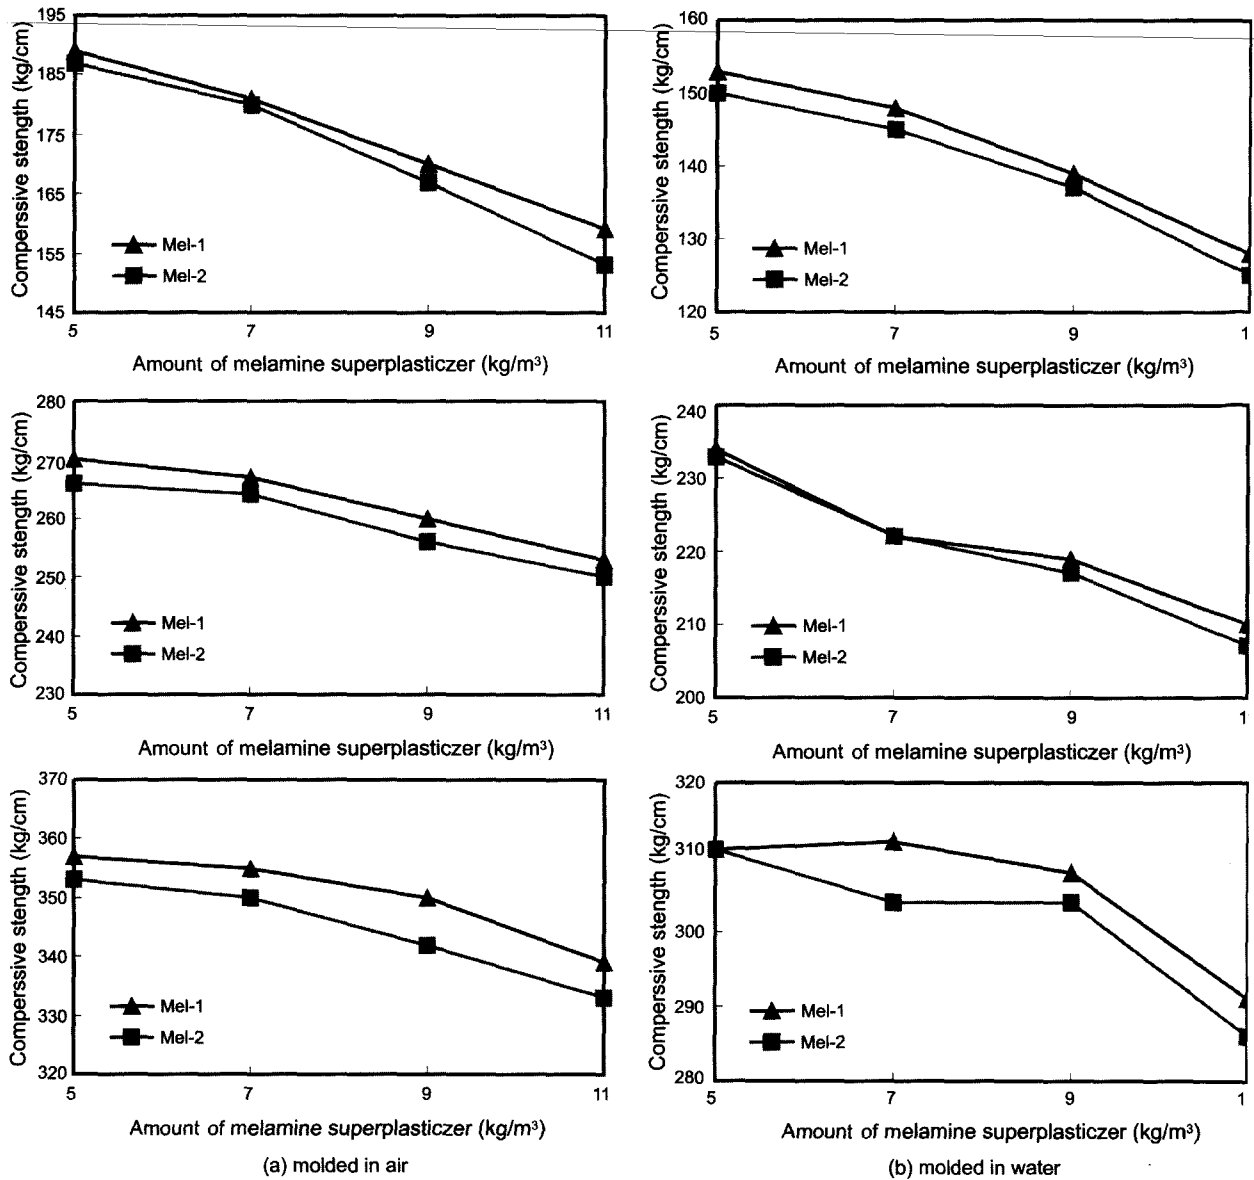 195
185
175
165
155
145
Comperssive stength (kg/cm)
Mel-1
Mel-2
5 7 9 11
Amount of melamine superplasticzer (kg/m³)
160
150
140
130
120
Comperssive stength (kg/cm)
Mel-1
Mel-2
5 7 9 1
Amount of melamine superplasticzer (kg/m³)
280
270
260
250
240
230
Comperssive stength (kg/cm)
Mel-1
Mel-2
5 7 9 11
Amount of melamine superplasticzer (kg/m³)
240
230
220
210
200
Comperssive stength (kg/cm)
Mel-1
Mel-2
5 7 9 1
Amount of melamine superplasticzer (kg/m³)
370
360
350
340
330
320
Comperssive stength (kg/cm)
Mel-1
Mel-2
5 7 9 11
Amount of melamine superplasticzer (kg/m³)
(a) molded in air
320
310
300
290
280
Comperssive stength (kg/cm)
Mel-1
Mel-2
5 7 9 1
Amount of melamine superplasticzer (kg/m³)
(b) molded in water